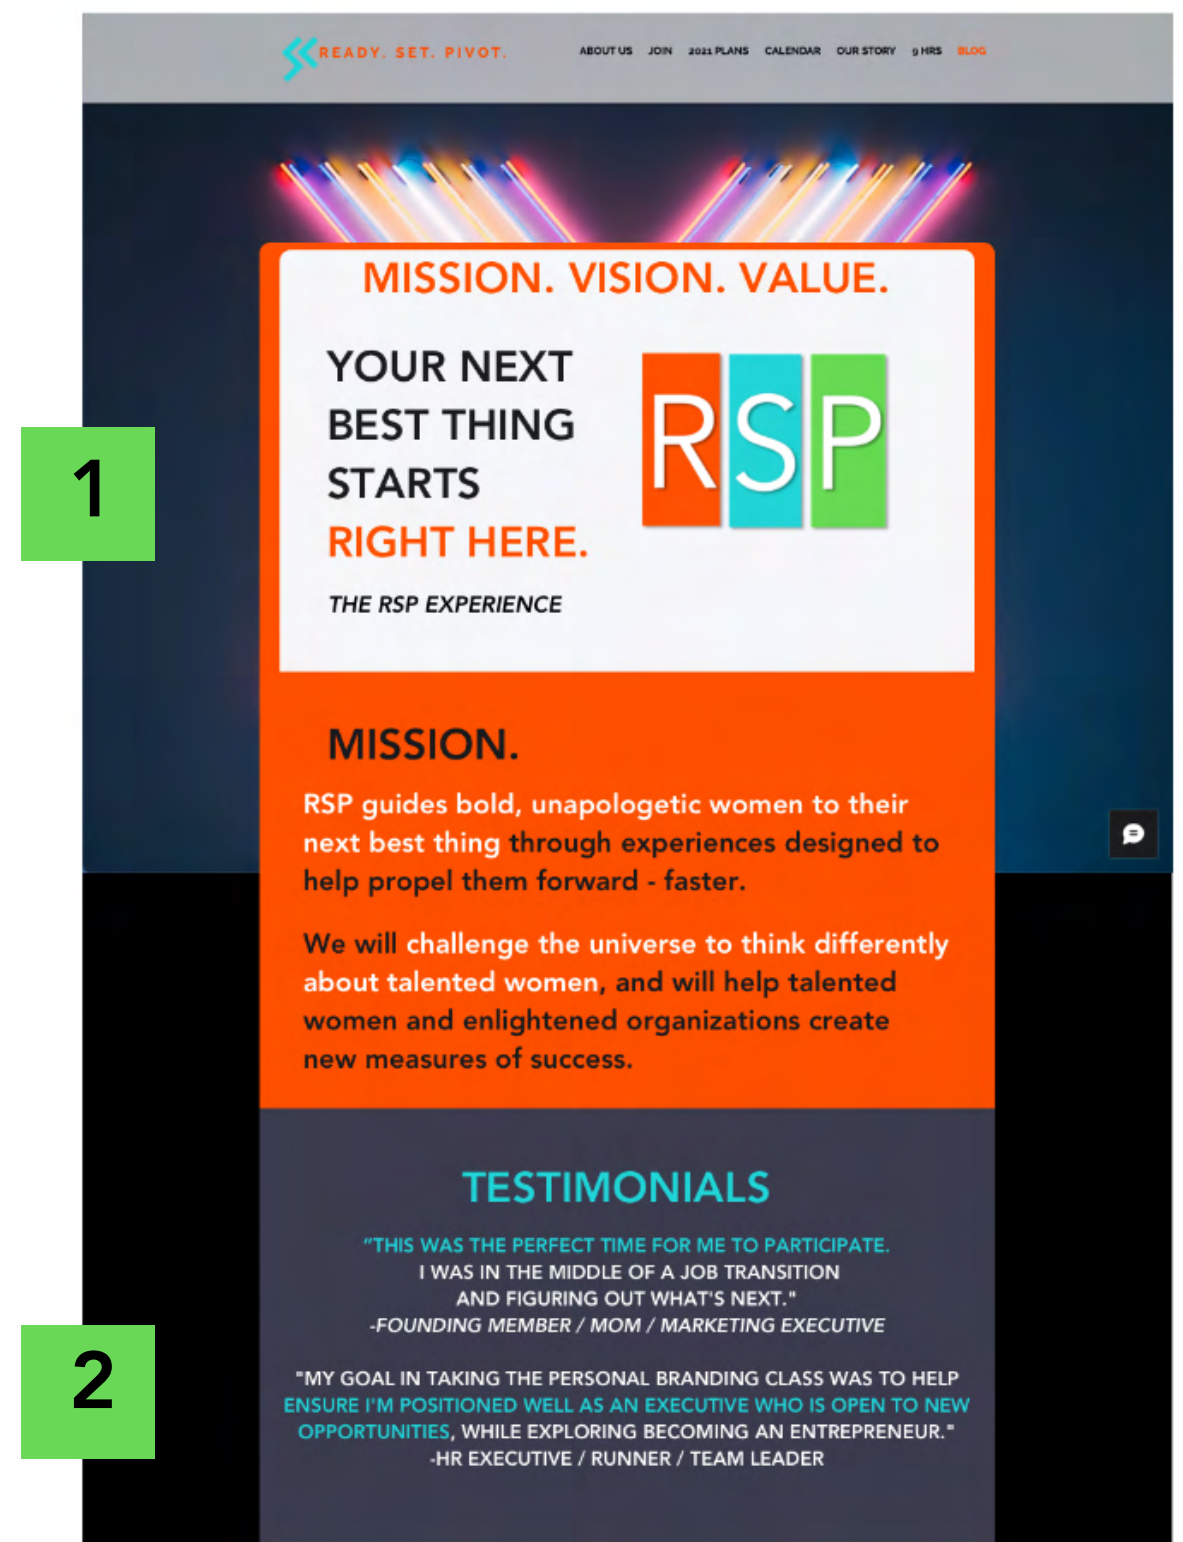 READY. SET. PIVOT.
ABOUT US JOIN 2021 PLANS CALENDAR OUR STORY 9 HRS BLOG
MISSION. VISION. VALUE.
YOUR NEXT
BEST THING
STARTS
RIGHT HERE.
THE RSP EXPERIENCE
RSP
1
MISSION.
RSP guides bold, unapologetic women to their
next best thing through experiences designed to
help propel them forward - faster.
We will challenge the universe to think differently
about talented women, and will help talented
women and enlightened organizations create
new measures of success.
TESTIMONIALS
“THIS WAS THE PERFECT TIME FOR ME TO PARTICIPATE.
I WAS IN THE MIDDLE OF A JOB TRANSITION
AND FIGURING OUT WHAT'S NEXT."
-FOUNDING MEMBER / MOM / MARKETING EXECUTIVE
2
"MY GOAL IN TAKING THE PERSONAL BRANDING CLASS WAS TO HELP
ENSURE I'M POSITIONED WELL AS AN EXECUTIVE WHO IS OPEN TO NEW
OPPORTUNITIES, WHILE EXPLORING BECOMING AN ENTREPRENEUR."
-HR EXECUTIVE / RUNNER / TEAM LEADER